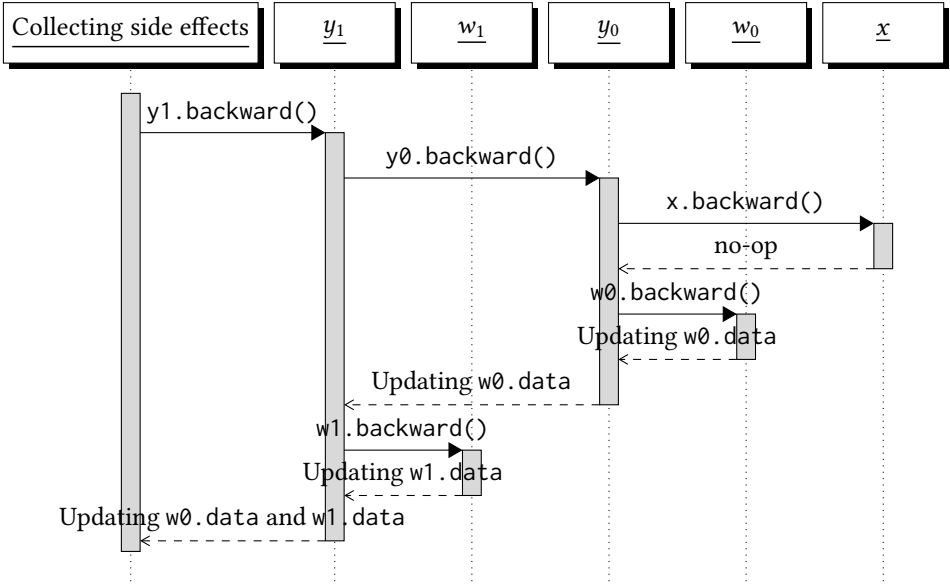 Collecting side effects y₁ w₁ y₀ w₀ x
y1.backward()
y0.backward()
x.backward()
no-op
w0.backward()
Updating w0.data
Updating w0.data
w1.backward()
Updating w1.data
Updating w0.data and w1.data